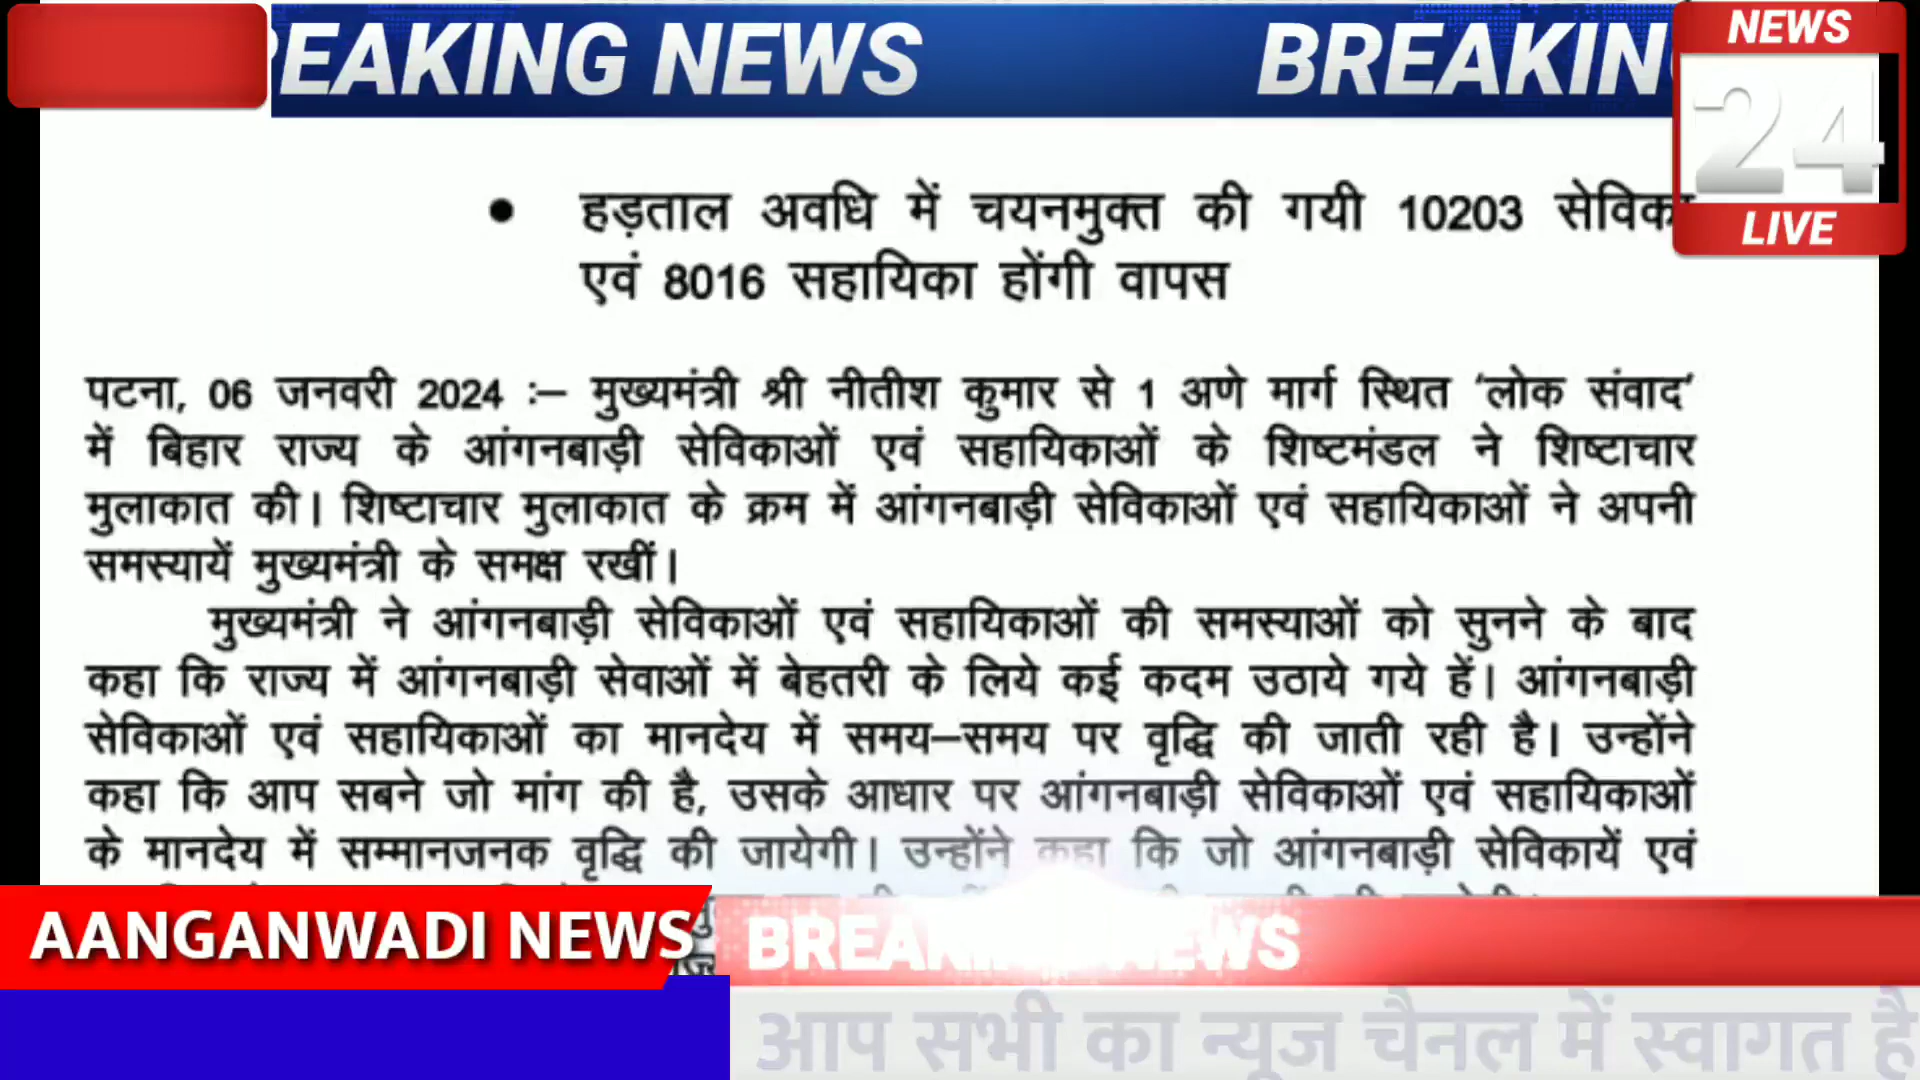 EAKING NEWS
BREAKIN
NEWS
24
LIVE
• हड़ताल अवधि में चयनमुक्त की गयी 10203 सेविका
एवं 8016 सहायिका होंगी वापस
पटना, 06 जनवरी 2024 :– मुख्यमंत्री श्री नीतीश कुमार से 1 अणे मार्ग स्थित 'लोक संवाद'
में बिहार राज्य के आंगनबाड़ी सेविकाओं एवं सहायिकाओं के शिष्टमंडल ने शिष्टाचार
मुलाकात की। शिष्टाचार मुलाकात के क्रम में आंगनबाड़ी सेविकाओं एवं सहायिकाओं ने अपनी
समस्यायें मुख्यमंत्री के समक्ष रखीं।
मुख्यमंत्री ने आंगनबाड़ी सेविकाओं एवं सहायिकाओं की समस्याओं को सुनने के बाद
कहा कि राज्य में आंगनबाड़ी सेवाओं में बेहतरी के लिये कई कदम उठाये गये हें। आंगनबाड़ी
सेविकाओं एवं सहायिकाओं का मानदेय में समय–समय पर वृद्धि की जाती रही है। उन्होंने
कहा कि आप सबने जो मांग की है, उसके आधार पर आंगनबाड़ी सेविकाओं एवं सहायिकाओं
के मानदेय में सम्मानजनक वृद्धि की जायेगी। उन्होंने कहा कि जो आंगनबाड़ी सेविकायें एवं
AANGANWADI NEWS
BREAKING NEWS
आप सभी का न्यूज चैनल में स्वागत है